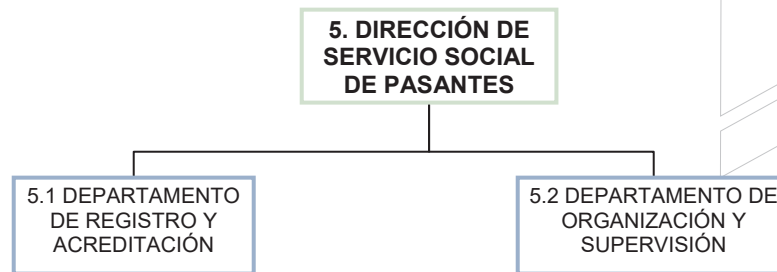 5. DIRECCIÓN DE
SERVICIO SOCIAL
DE PASANTES
5.1 DEPARTAMENTO
DE REGISTRO Y
ACREDITACIÓN
5.2 DEPARTAMENTO DE
ORGANIZACIÓN Y
SUPERVISIÓN